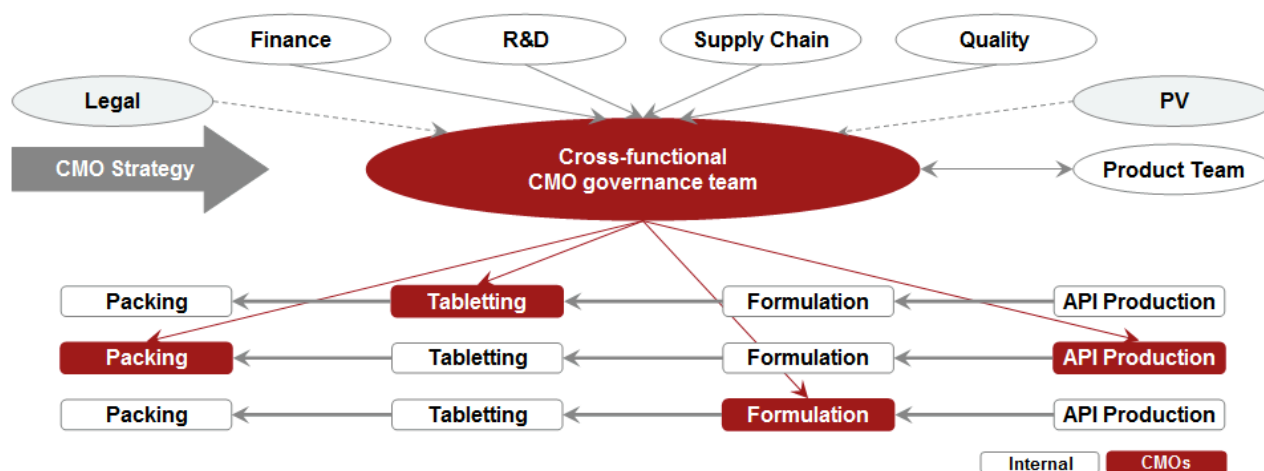 Finance
R&D
Supply Chain
Quality
Legal
PV
CMO Strategy
Cross-functional
CMO governance team
Product Team
Packing
Tabletting
Formulation
API Production
Packing
Tabletting
Formulation
API Production
Packing
Tabletting
Formulation
API Production
Internal
CMOs